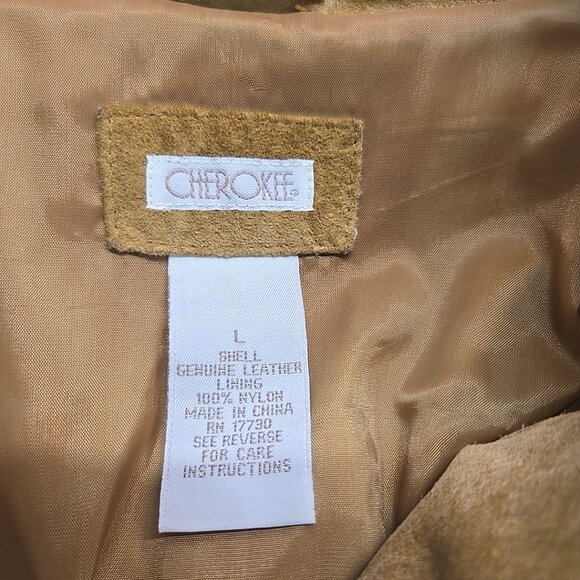 CHEROKEE®
L
SHELL
GENUINE LEATHER
LINING
100% NYLON
MADE IN CHINA
RN 17730
SEE REVERSE
FOR CARE
INSTRUCTIONS